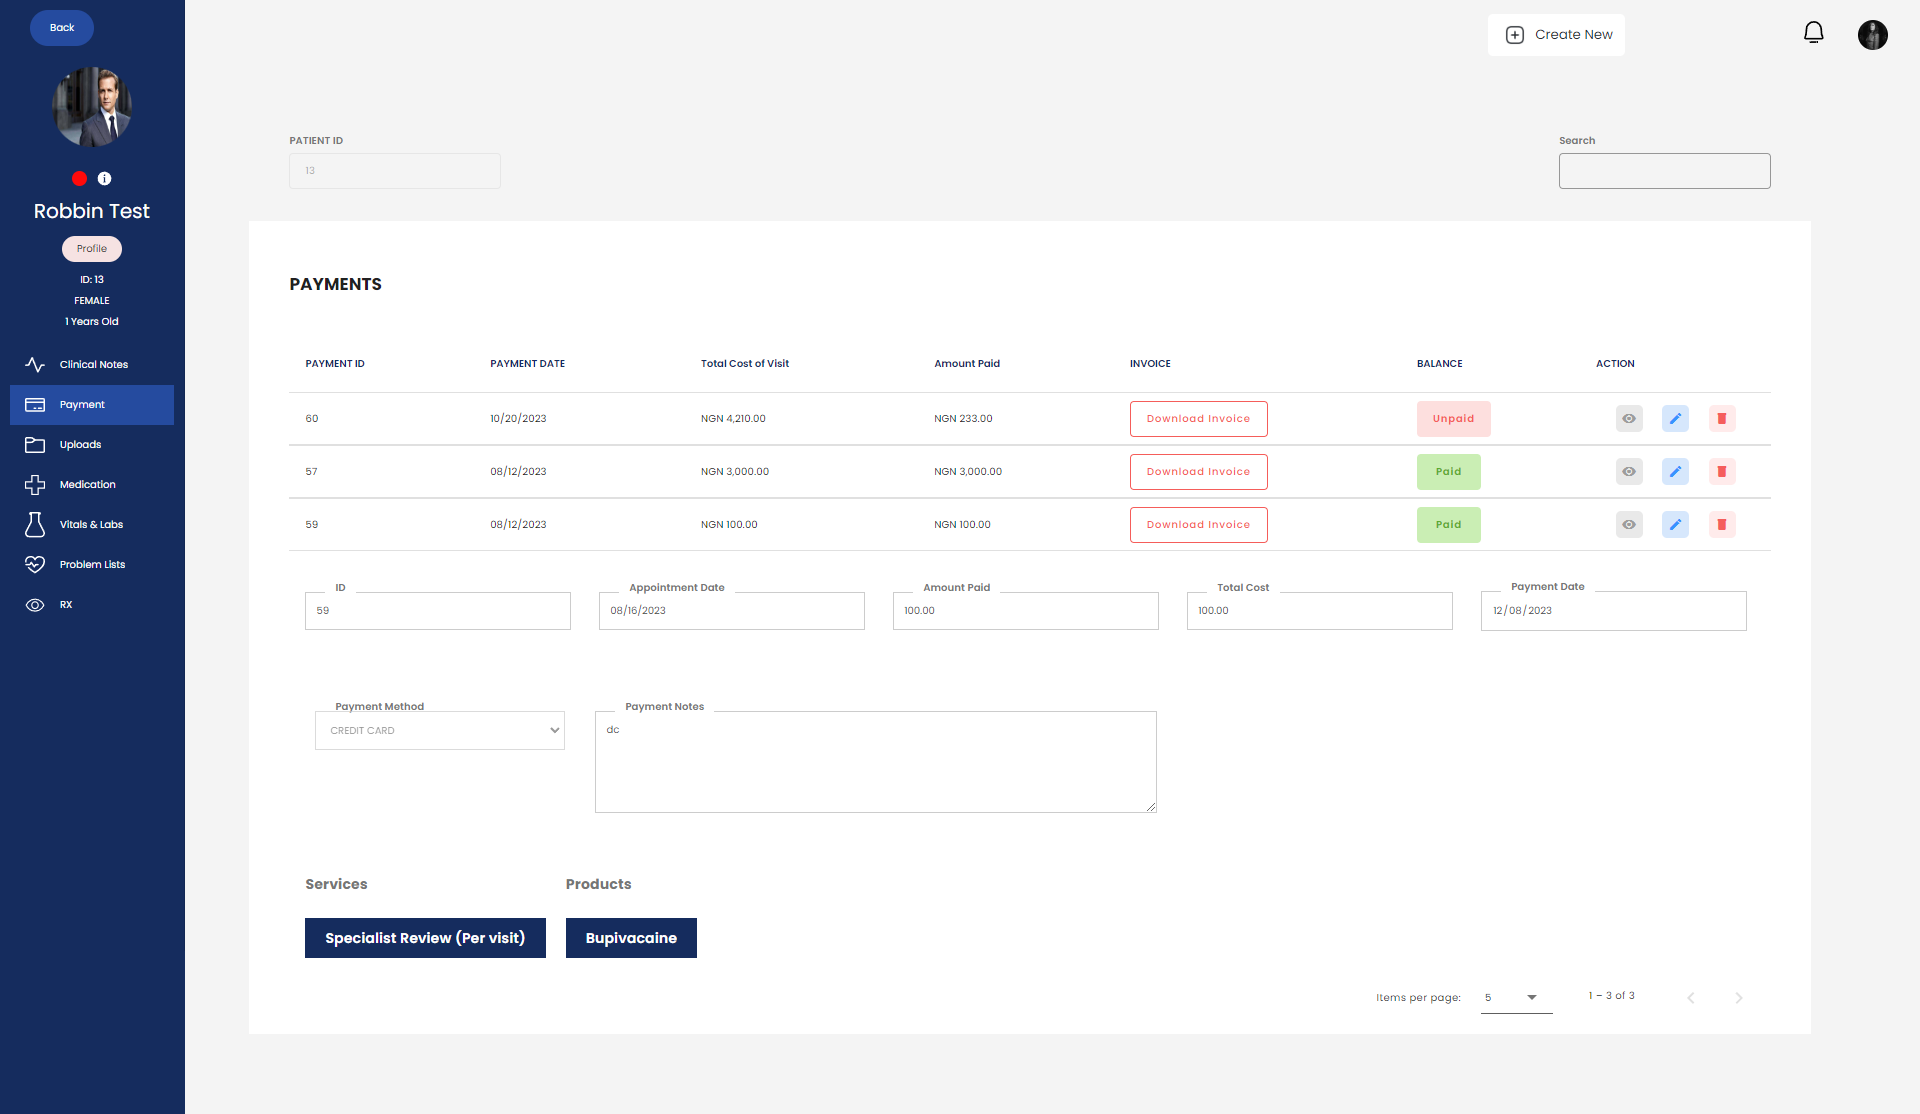 Back
Robbin Test
Profile
ID: 13
FEMALE
1 Years Old
Clinical Notes
Payment
Uploads
Medication
Vitals & Labs
Problem Lists
RX
Create New
PATIENT ID
13
Search
PAYMENTS
PAYMENT ID PAYMENT DATE Total Cost of Visit Amount Paid INVOICE BALANCE ACTION
60 10/20/2023 NGN 4,210.00 NGN 233.00 Download Invoice Unpaid
57 08/12/2023 NGN 3,000.00 NGN 3,000.00 Download Invoice Paid
59 08/12/2023 NGN 100.00 NGN 100.00 Download Invoice Paid
ID Appointment Date Amount Paid Total Cost Payment Date
59 08/16/2023 100.00 100.00 12/08/2023
Payment Method Payment Notes
CREDIT CARD dc
Services Products
Specialist Review (Per visit) Bupivacaine
Items per page: 5 1 – 3 of 3